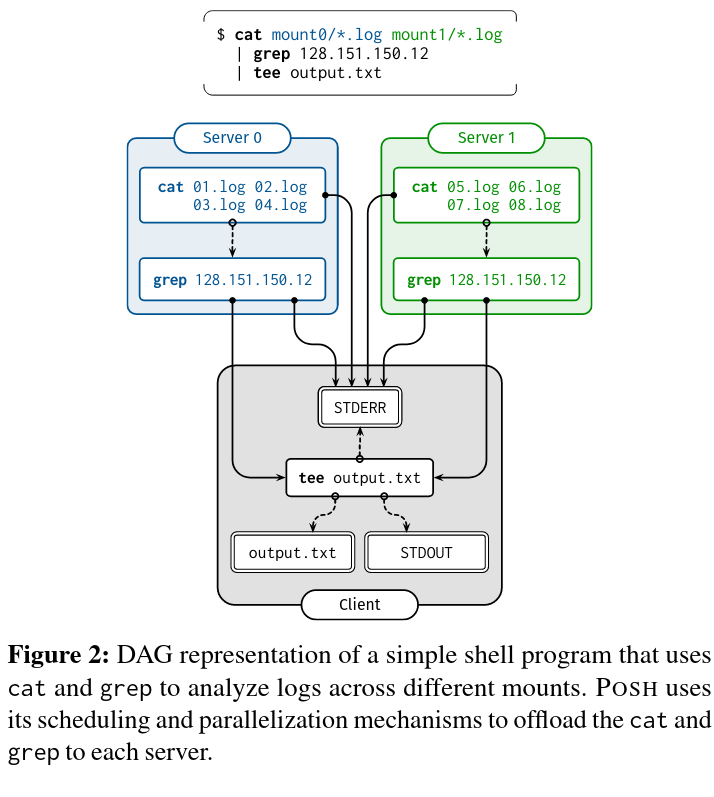 $ cat mount0/*.log mount1/*.log
| grep 128.151.150.12
| tee output.txt
Server 0
Server 1
cat 01.log 02.log
03.log 04.log
cat 05.log 06.log
07.log 08.log
grep 128.151.150.12
grep 128.151.150.12
STDERR
tee output.txt
output.txt
STDOUT
Client
Figure 2: DAG representation of a simple shell program that uses
cat and grep to analyze logs across different mounts. POSH uses
its scheduling and parallelization mechanisms to offload the cat and
grep to each server.